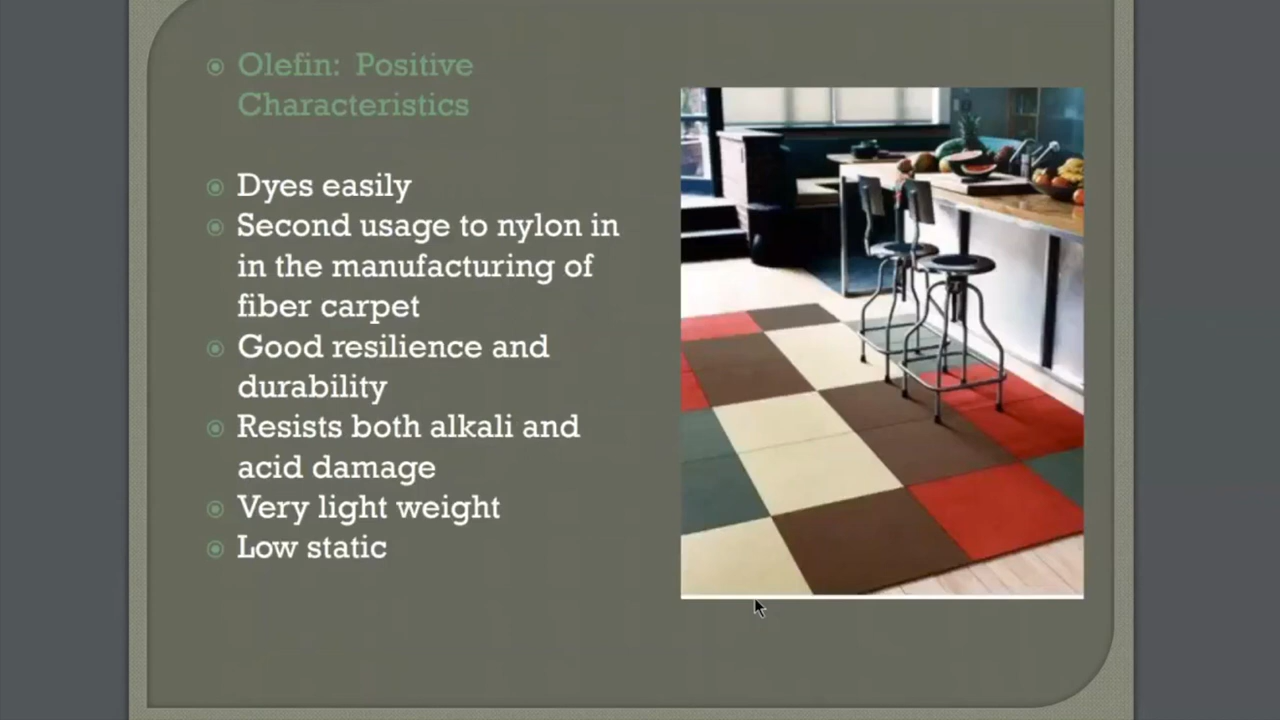 Olefin: Positive
Characteristics
Dyes easily
Second usage to nylon in
in the manufacturing of
fiber carpet
Good resilience and
durability
Resists both alkali and
acid damage
Very light weight
Low static